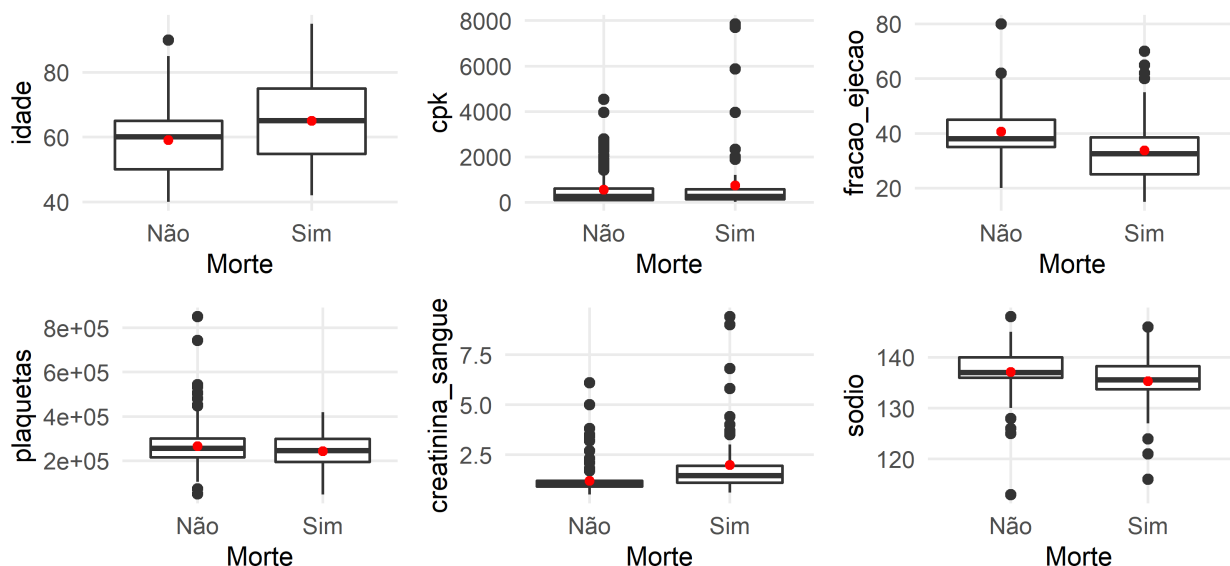 idade
80
60
40
Não
Sim
Morte
cpk
8000
6000
4000
2000
0
Não
Sim
Morte
fracao_ejecao
80
60
40
20
Não
Sim
Morte
plaquetas
8e+05
6e+05
4e+05
2e+05
Não
Sim
Morte
creatinina_sangue
7.5
5.0
2.5
Não
Sim
Morte
sodio
140
130
120
Não
Sim
Morte